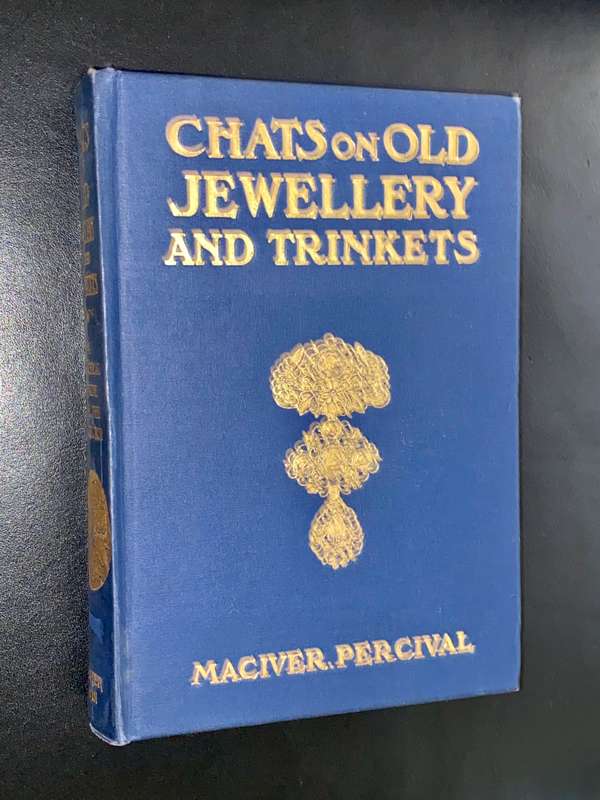 CHATS ON OLD
JEWELLERY
AND TRINKETS
MACIVER. PERCIVAL